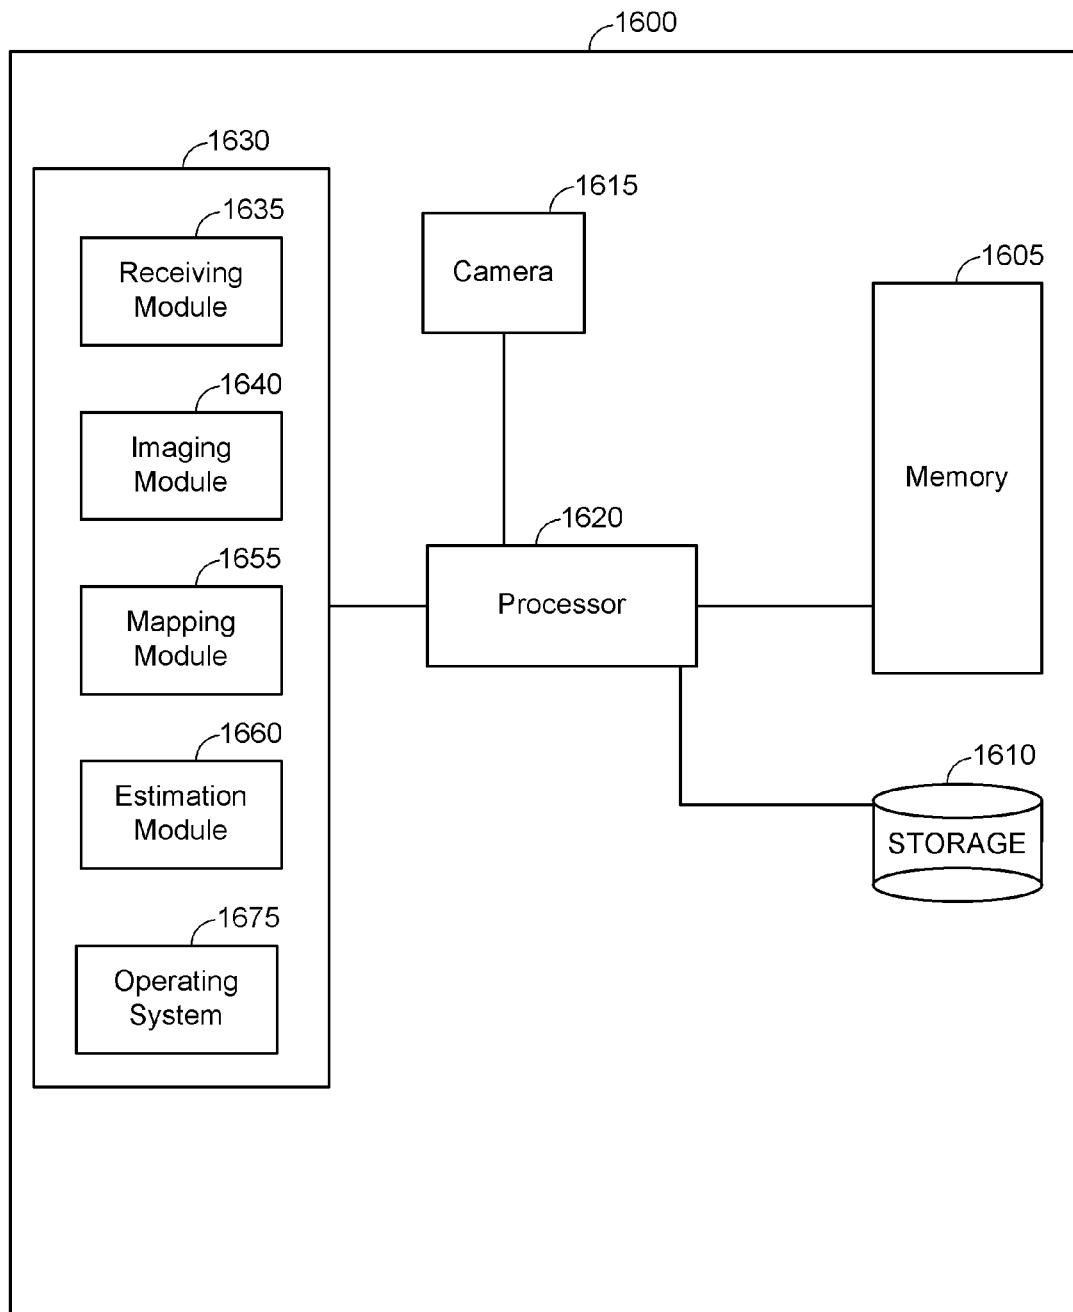 1600
1630
1635
Receiving
Module
1640
Imaging
Module
1655
Mapping
Module
1660
Estimation
Module
1675
Operating
System
1615
Camera
1620
Processor
1605
Memory
1610
STORAGE